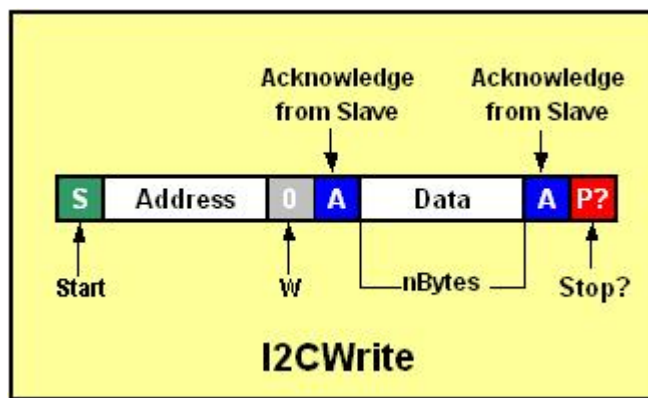 Acknowledge Acknowledge
from Slave from Slave
S Address 0 A Data A P?
Start W nBytes Stop?
I2CWrite